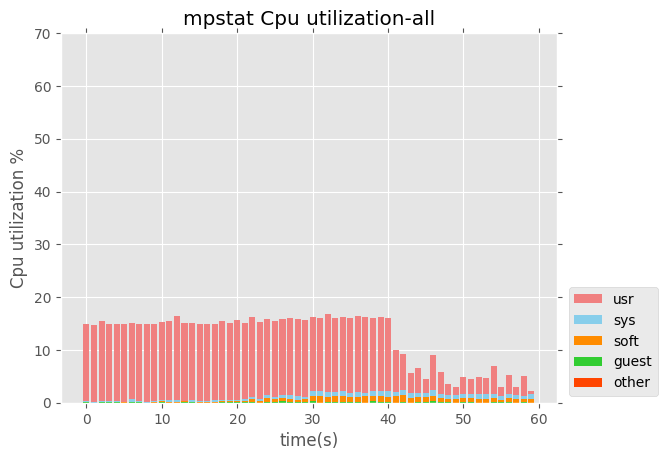 mpstat Cpu utilization-all
70
60
50
40
30
20
10
0
Cpu utilization %
0 10 20 30 40 50 60
time(s)
usr
sys
soft
guest
other